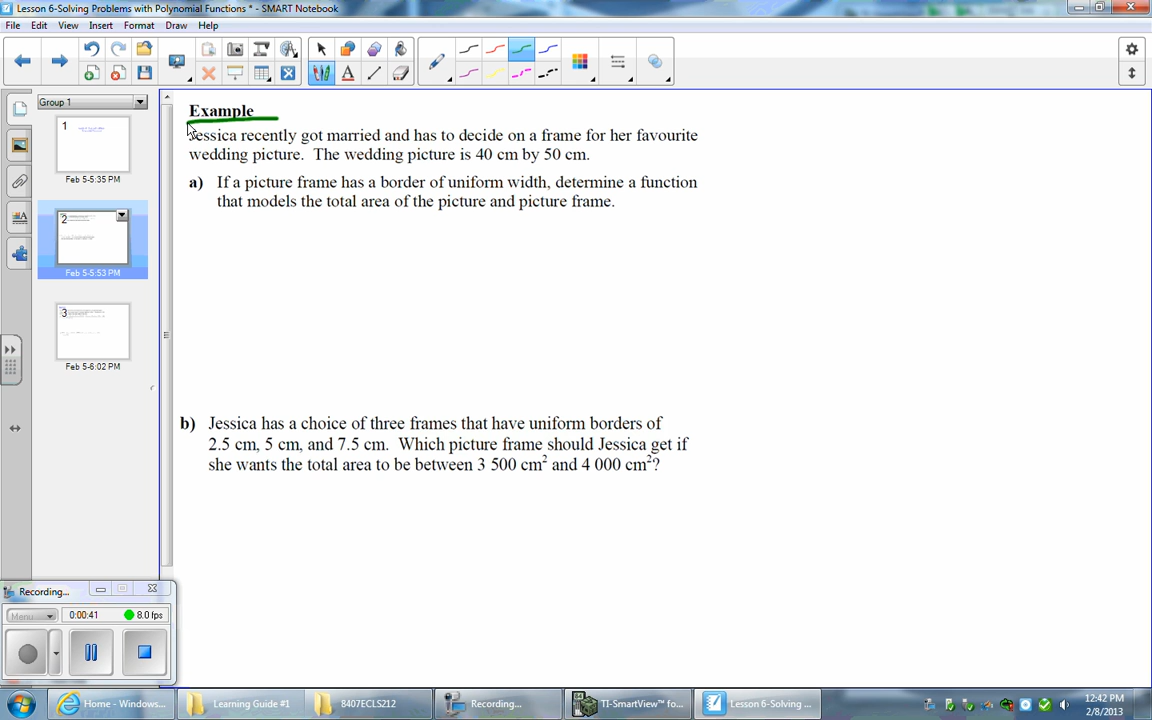 Lesson 6-Solving Problems with Polynomial Functions * - SMART Notebook
File Edit View Insert Format Draw Help
Group 1
1
Feb 5-5:35 PM
2
Feb 5-5:53 PM
3
Feb 5-6:02 PM
Example
Jessica recently got married and has to decide on a frame for her favourite
wedding picture. The wedding picture is 40 cm by 50 cm.
a) If a picture frame has a border of uniform width, determine a function
that models the total area of the picture and picture frame.
b) Jessica has a choice of three frames that have uniform borders of
2.5 cm, 5 cm, and 7.5 cm. Which picture frame should Jessica get if
she wants the total area to be between 3 500 cm² and 4 000 cm²?
Recording...
Menu 0:00:41 8.0 fps
Home - Windows... Learning Guide #1 8407ECLS212 Recording... TI-SmartView™ fo... Lesson 6-Solving ...
12:42 PM
2/8/2013